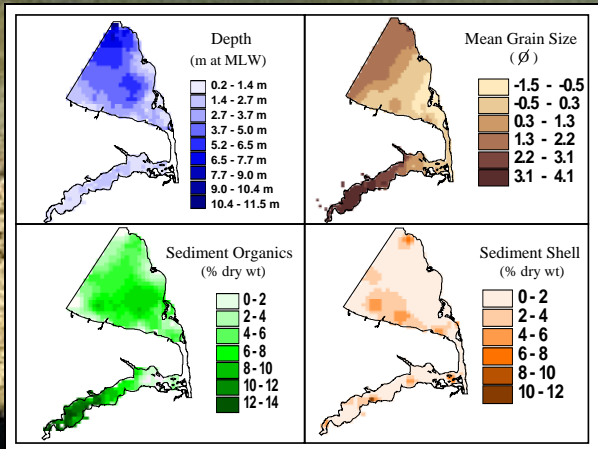 Depth
(m at MLW)
0.2 - 1.4 m
1.4 - 2.7 m
2.7 - 3.7 m
3.7 - 5.0 m
5.2 - 6.5 m
6.5 - 7.7 m
7.7 - 9.0 m
9.0 - 10.4 m
10.4 - 11.5 m
Mean Grain Size
(Ø)
-1.5 - -0.5
-0.5 - 0.3
0.3 - 1.3
1.3 - 2.2
2.2 - 3.1
3.1 - 4.1
Sediment Organics
(% dry wt)
0 - 2
2 - 4
4 - 6
6 - 8
8 - 10
10 - 12
12 - 14
Sediment Shell
(% dry wt)
0 - 2
2 - 4
4 - 6
6 - 8
8 - 10
10 - 12